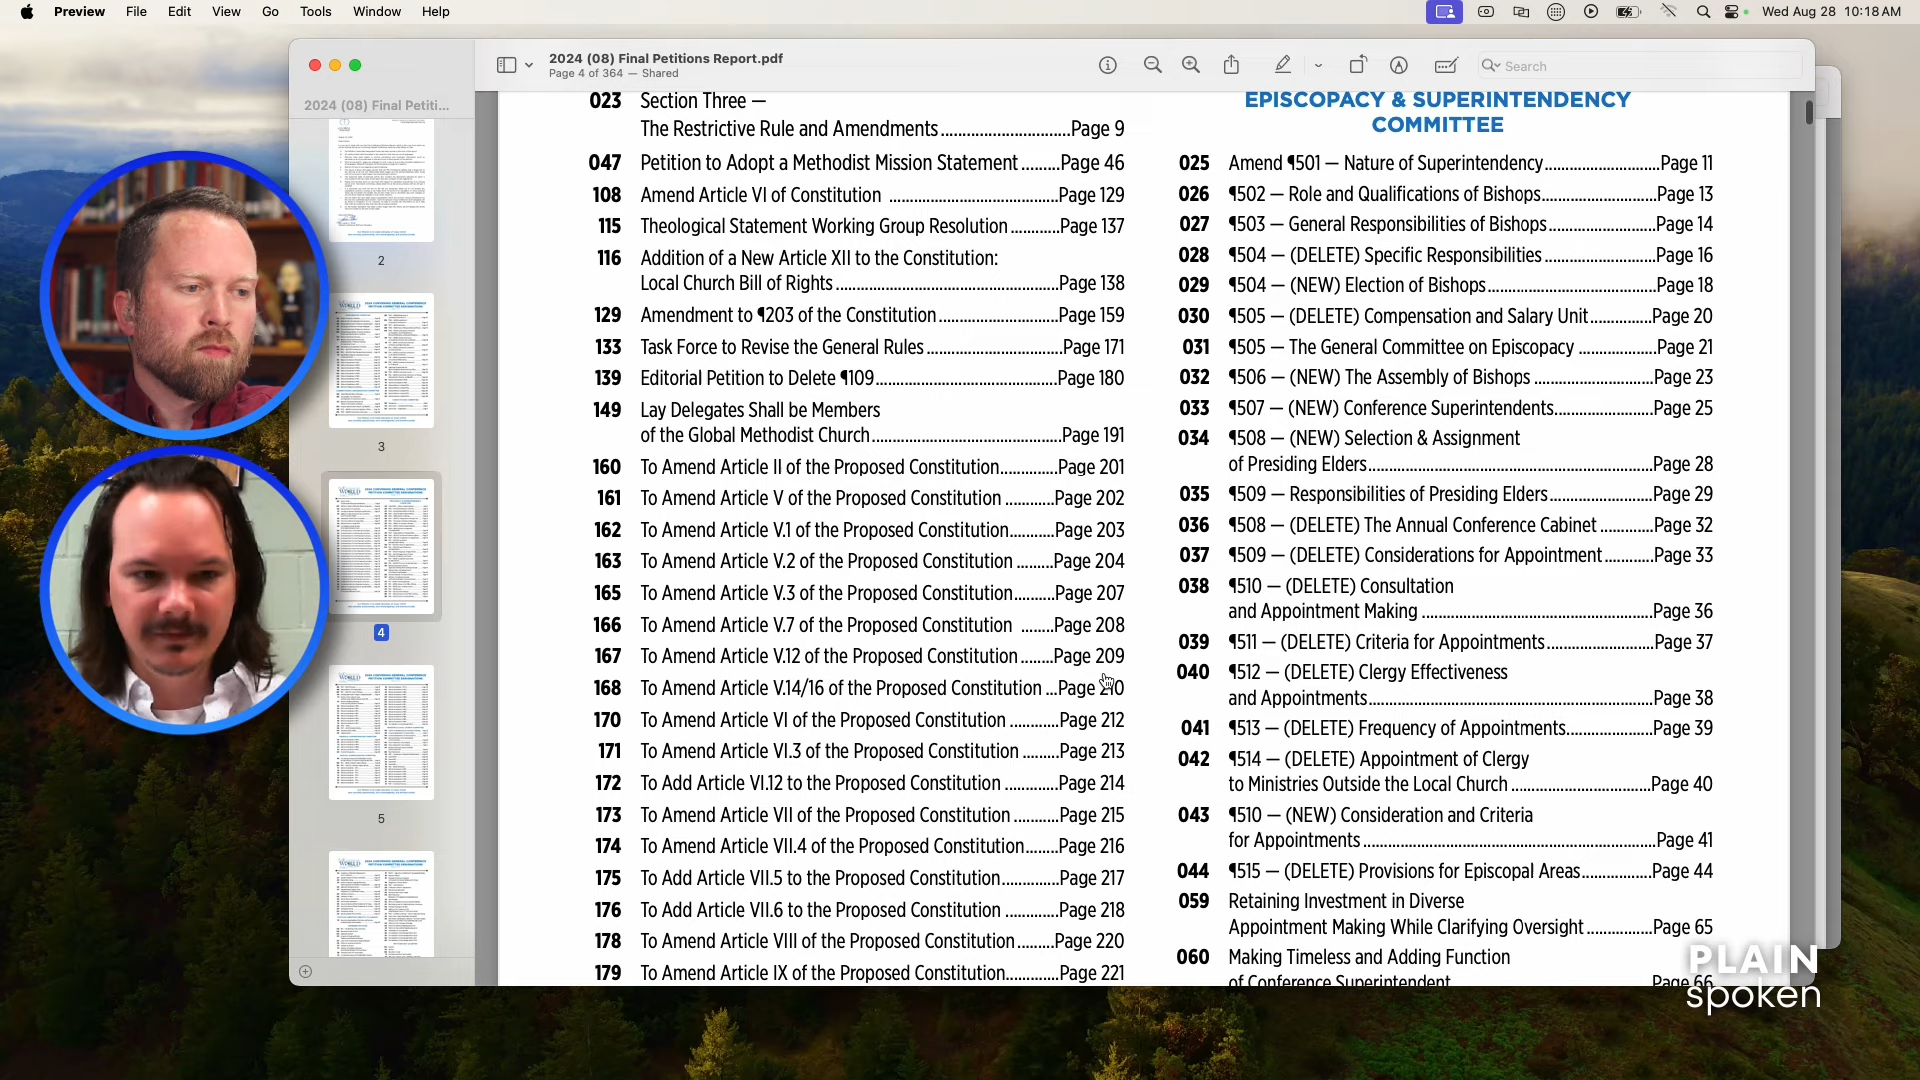 Preview File Edit View Go Tools Window Help
Wed Aug 28 10:18 AM
2024 (08) Final Petitions Report.pdf
Page 4 of 364 — Shared
Search
2024 (08) Final Petiti...
2
3
4
5
023 Section Three —
The Restrictive Rule and Amendments............................Page 9
047 Petition to Adopt a Methodist Mission Statement .........Page 46
108 Amend Article VI of Constitution .......................................Page 129
115 Theological Statement Working Group Resolution...........Page 137
116 Addition of a New Article XII to the Constitution:
Local Church Bill of Rights ..................................................Page 138
129 Amendment to ¶203 of the Constitution...........................Page 159
133 Task Force to Revise the General Rules ..............................Page 171
139 Editorial Petition to Delete ¶109.........................................Page 180
149 Lay Delegates Shall be Members
of the Global Methodist Church..........................................Page 191
160 To Amend Article II of the Proposed Constitution............Page 201
161 To Amend Article V of the Proposed Constitution ...........Page 202
162 To Amend Article V.1 of the Proposed Constitution..........Page 203
163 To Amend Article V.2 of the Proposed Constitution ........Page 204
165 To Amend Article V.3 of the Proposed Constitution.........Page 207
166 To Amend Article V.7 of the Proposed Constitution .......Page 208
167 To Amend Article V.12 of the Proposed Constitution.......Page 209
168 To Amend Article V.14/16 of the Proposed Constitution ...Page 210
170 To Amend Article VI of the Proposed Constitution ...........Page 212
171 To Amend Article VI.3 of the Proposed Constitution ........Page 213
172 To Add Article VI.12 to the Proposed Constitution ............Page 214
173 To Amend Article VII of the Proposed Constitution ..........Page 215
174 To Amend Article VII.4 of the Proposed Constitution.......Page 216
175 To Add Article VII.5 to the Proposed Constitution.............Page 217
176 To Add Article VII.6 to the Proposed Constitution ............Page 218
178 To Amend Article VIII of the Proposed Constitution.........Page 220
179 To Amend Article IX of the Proposed Constitution............Page 221
EPISCOPACY & SUPERINTENDENCY
COMMITTEE
025 Amend ¶501 — Nature of Superintendency..........................Page 11
026 ¶502 — Role and Qualifications of Bishops..........................Page 13
027 ¶503 — General Responsibilities of Bishops.........................Page 14
028 ¶504 — (DELETE) Specific Responsibilities .........................Page 16
029 ¶504 — (NEW) Election of Bishops......................................Page 18
030 ¶505 — (DELETE) Compensation and Salary Unit...............Page 20
031 ¶505 — The General Committee on Episcopacy .................Page 21
032 ¶506 — (NEW) The Assembly of Bishops ...........................Page 23
033 ¶507 — (NEW) Conference Superintendents.......................Page 25
034 ¶508 — (NEW) Selection & Assignment
of Presiding Elders................................................................Page 28
035 ¶509 — Responsibilities of Presiding Elders.......................Page 29
036 ¶508 — (DELETE) The Annual Conference Cabinet ............Page 32
037 ¶509 — (DELETE) Considerations for Appointment...........Page 33
038 ¶510 — (DELETE) Consultation
and Appointment Making ....................................................Page 36
039 ¶511 — (DELETE) Criteria for Appointments.........................Page 37
040 ¶512 — (DELETE) Clergy Effectiveness
and Appointments................................................................Page 38
041 ¶513 — (DELETE) Frequency of Appointments....................Page 39
042 ¶514 — (DELETE) Appointment of Clergy
to Ministries Outside the Local Church ................................Page 40
043 ¶510 — (NEW) Consideration and Criteria
for Appointments .................................................................Page 41
044 ¶515 — (DELETE) Provisions for Episcopal Areas................Page 44
059 Retaining Investment in Diverse
Appointment Making While Clarifying Oversight ...............Page 65
060 Making Timeless and Adding Function
of Conference Superintendent Page 66
PLAIN
spoken